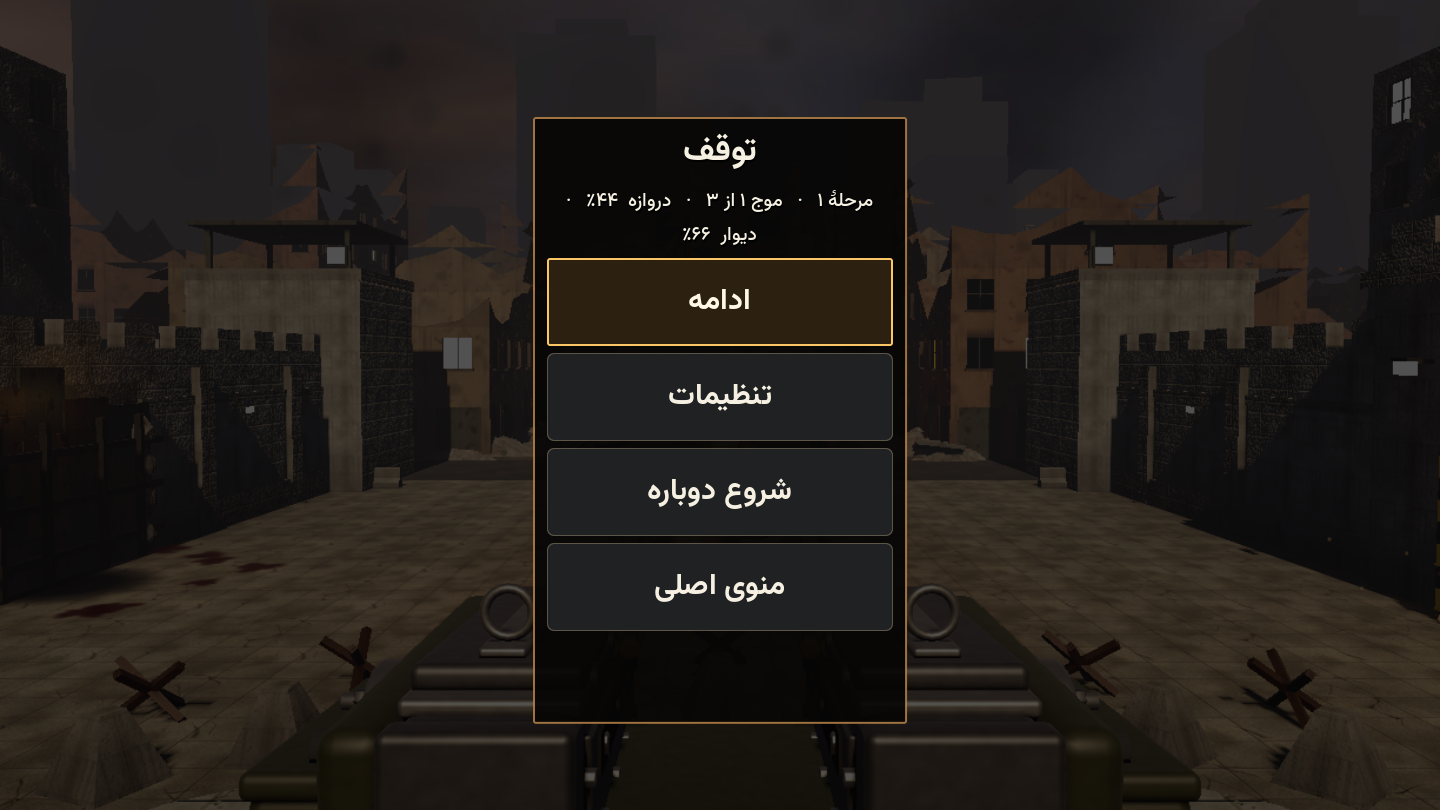 توقف
مرحلهٔ ۱ · موج ۱ از ۳ · دروازه ۴۴٪ ·
دیوار ۶۶٪
ادامه
تنظیمات
شروع دوباره
منوی اصلی